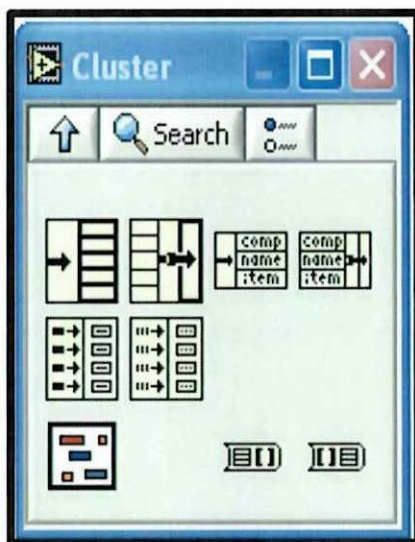 Cluster
Search
comp
name
item
comp
name
item